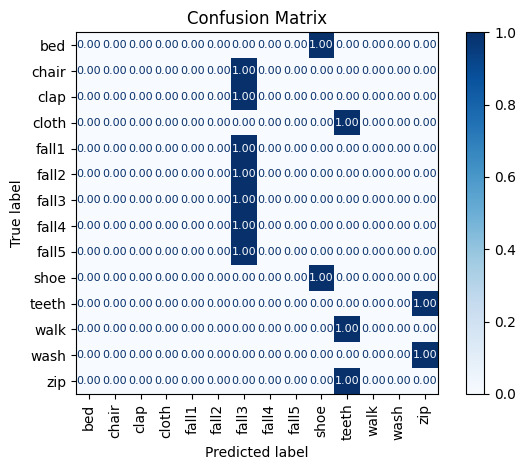 Confusion Matrix
True label
bed 0.00 0.00 0.00 0.00 0.00 0.00 0.00 0.00 0.00 1.00 0.00 0.00 0.00 0.00
chair 0.00 0.00 0.00 0.00 0.00 0.00 1.00 0.00 0.00 0.00 0.00 0.00 0.00 0.00
clap 0.00 0.00 0.00 0.00 0.00 0.00 1.00 0.00 0.00 0.00 0.00 0.00 0.00 0.00
cloth 0.00 0.00 0.00 0.00 0.00 0.00 0.00 0.00 0.00 0.00 1.00 0.00 0.00 0.00
fall1 0.00 0.00 0.00 0.00 0.00 0.00 1.00 0.00 0.00 0.00 0.00 0.00 0.00 0.00
fall2 0.00 0.00 0.00 0.00 0.00 0.00 1.00 0.00 0.00 0.00 0.00 0.00 0.00 0.00
fall3 0.00 0.00 0.00 0.00 0.00 0.00 1.00 0.00 0.00 0.00 0.00 0.00 0.00 0.00
fall4 0.00 0.00 0.00 0.00 0.00 0.00 1.00 0.00 0.00 0.00 0.00 0.00 0.00 0.00
fall5 0.00 0.00 0.00 0.00 0.00 0.00 1.00 0.00 0.00 0.00 0.00 0.00 0.00 0.00
shoe 0.00 0.00 0.00 0.00 0.00 0.00 0.00 0.00 0.00 1.00 0.00 0.00 0.00 0.00
teeth 0.00 0.00 0.00 0.00 0.00 0.00 0.00 0.00 0.00 0.00 0.00 0.00 0.00 1.00
walk 0.00 0.00 0.00 0.00 0.00 0.00 0.00 0.00 0.00 0.00 1.00 0.00 0.00 0.00
wash 0.00 0.00 0.00 0.00 0.00 0.00 0.00 0.00 0.00 0.00 0.00 0.00 0.00 1.00
zip 0.00 0.00 0.00 0.00 0.00 0.00 0.00 0.00 0.00 0.00 1.00 0.00 0.00 0.00
bed chair clap cloth fall1 fall2 fall3 fall4 fall5 shoe teeth walk wash zip
Predicted label
1.0
0.8
0.6
0.4
0.2
0.0